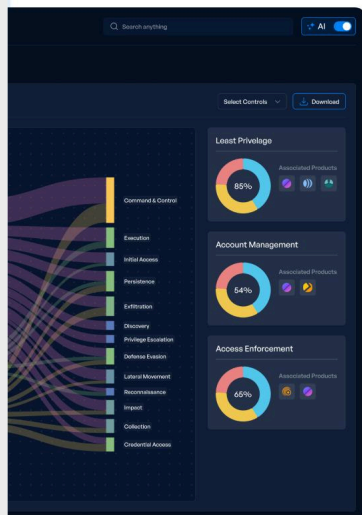 Search anything
AI
Select Controls
Download
Least Privelage
Associated Products
85%
Command & Control
Execution
Initial Access
Persistence
Exfiltration
Discovery
Privilege Escalation
Defense Evasion
Lateral Movement
Reconnaissance
Impact
Collection
Credential Access
Account Management
Associated Products
54%
Access Enforcement
Associated Products
65%